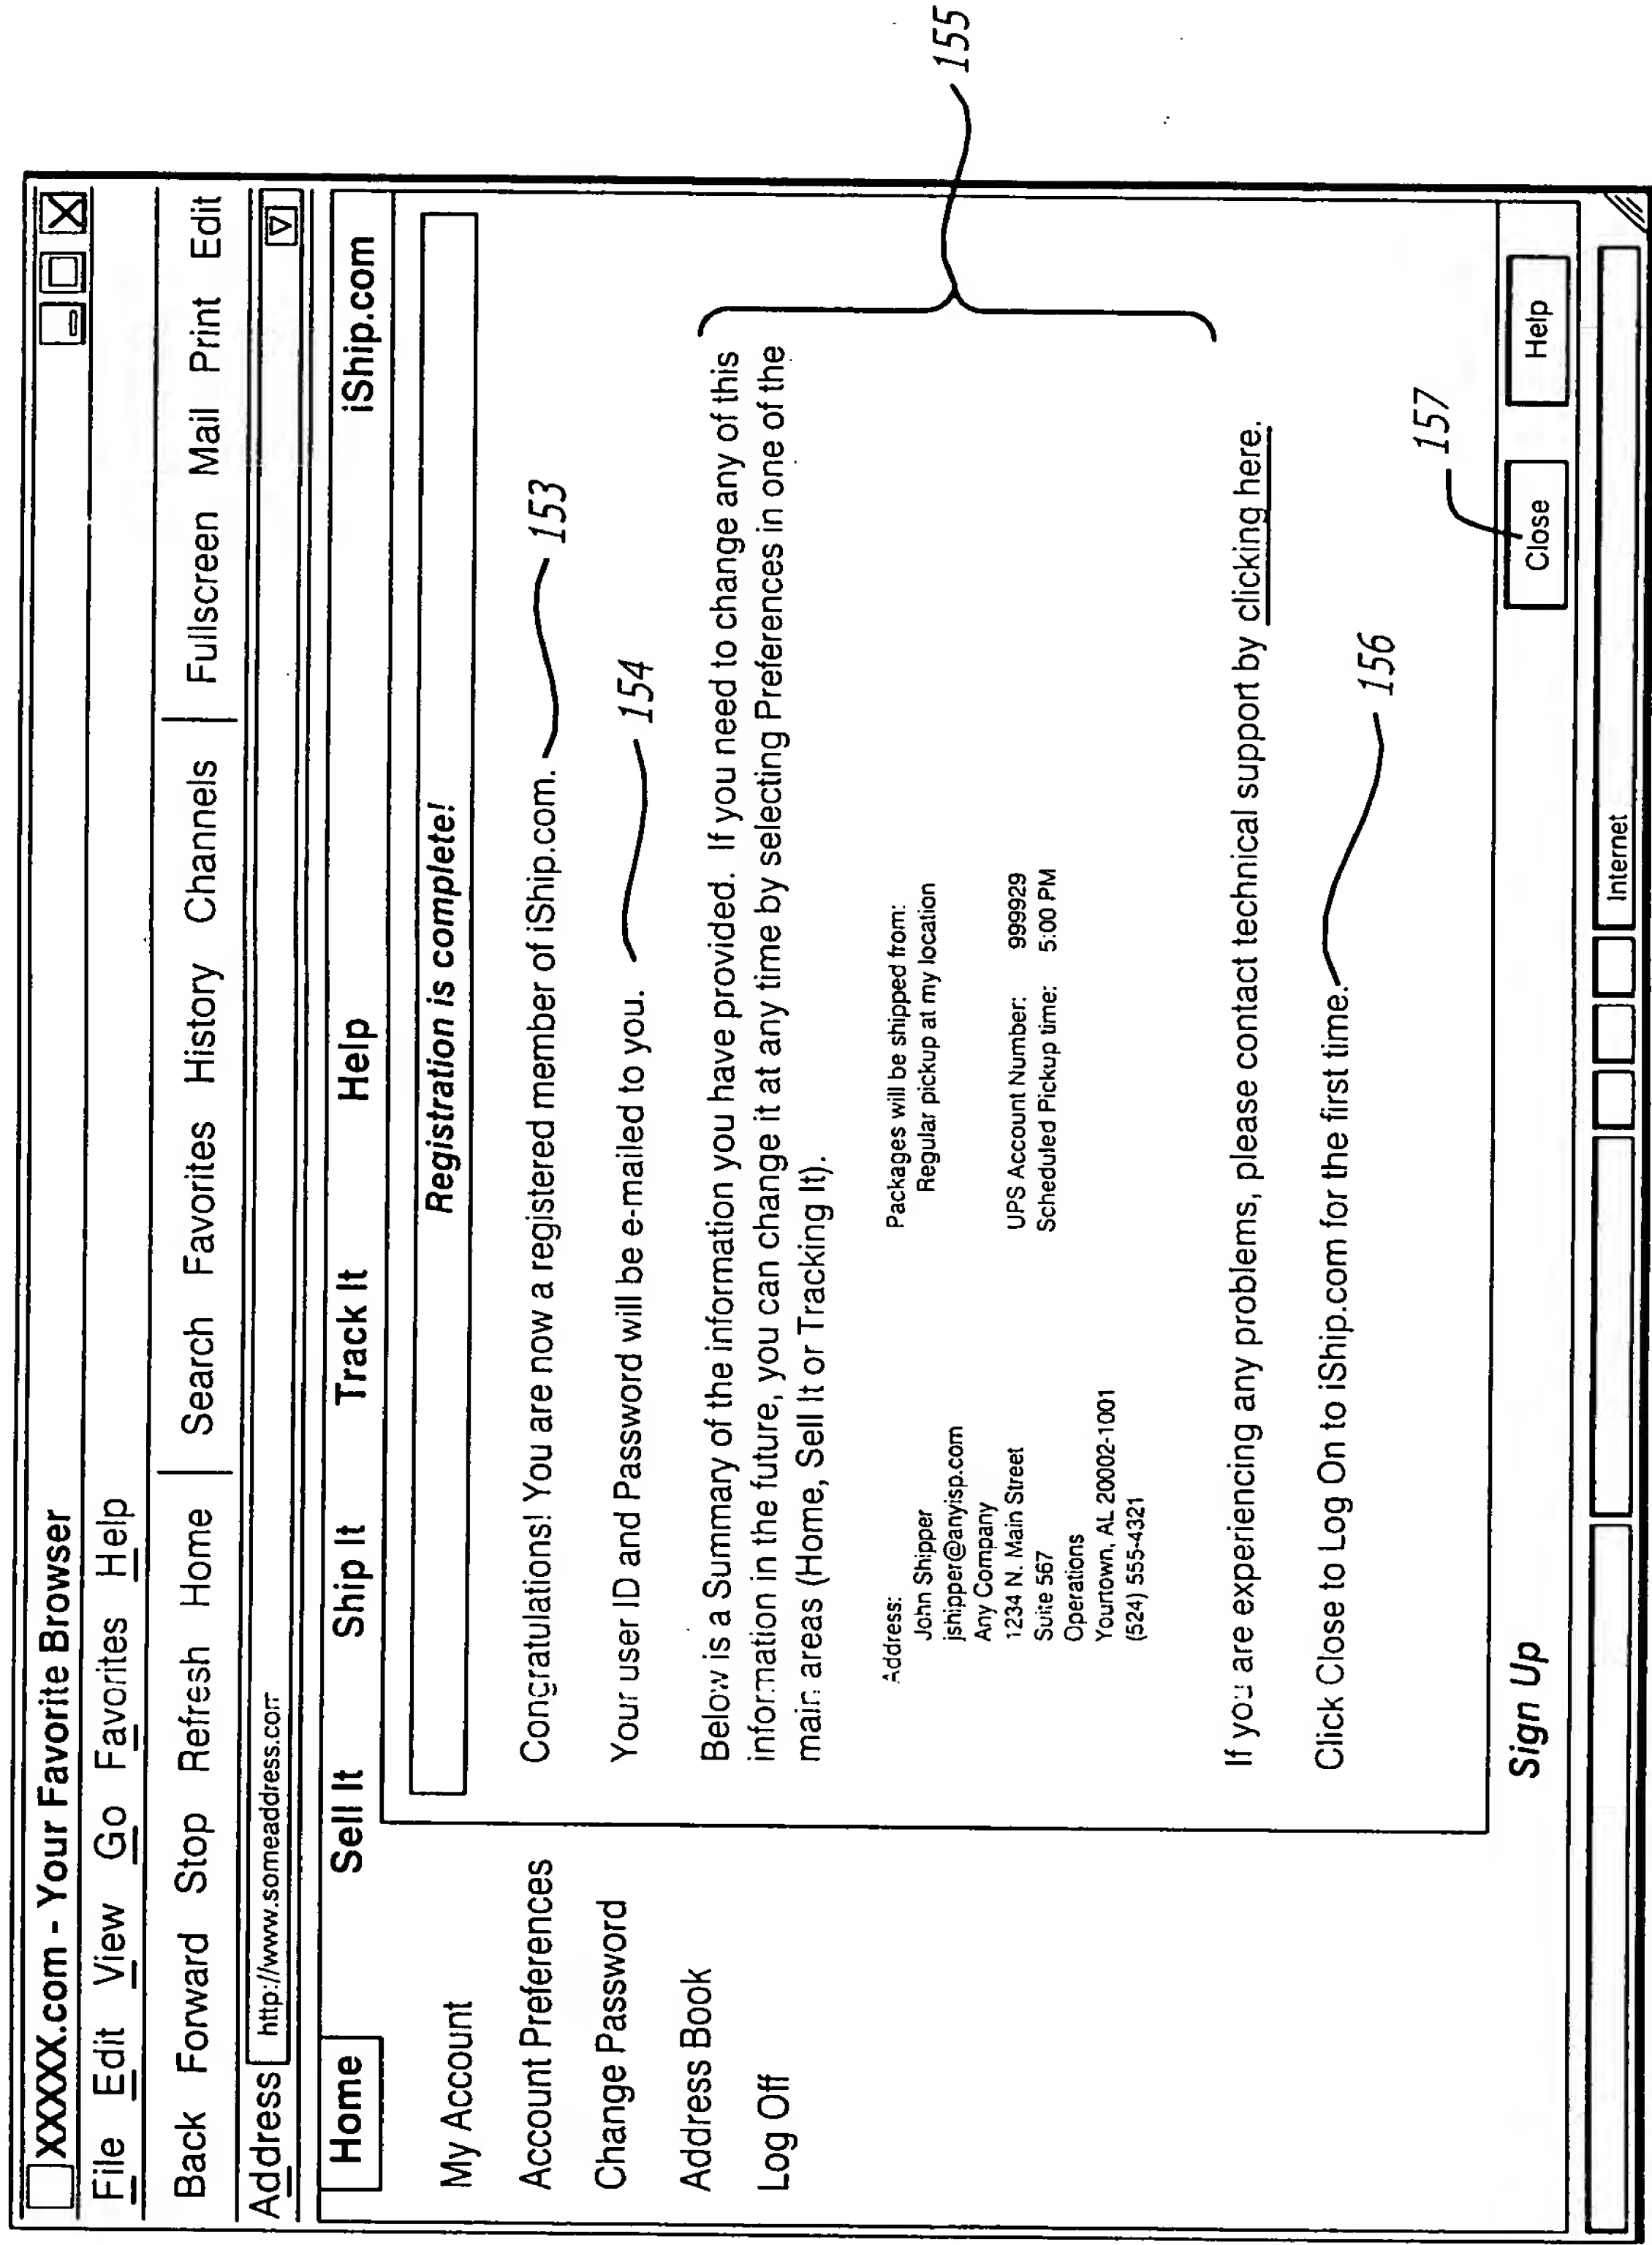 XXXXX.com - Your Favorite Browser
File Edit View Go Favorites Help
Back Forward Stop Refresh Home Search Favorites History Channels Fullscreen Mail Print Edit
Address http://www.someaddress.com
Home Sell It Ship It Track It Help iShip.com
My Account
Account Preferences
Change Password
Address Book
Log Off
Registration is complete!
Congratulations! You are now a registered member of iShip.com. 153
Your user ID and Password will be e-mailed to you. 154
Below is a Summary of the information you have provided. If you need to change any of this
information in the future, you can change it at any time by selecting Preferences in one of the
main areas (Home, Sell It or Tracking It).
155
Address:
John Shipper
jshipper@anyisp.com
Any Company
1234 N. Main Street
Suite 567
Operations
Yourtown, AL 20002-1001
(524) 555-4321
Packages will be shipped from:
Regular pickup at my location
UPS Account Number: 999929
Scheduled Pickup time: 5:00 PM
If you are experiencing any problems, please contact technical support by clicking here.
Click Close to Log On to iShip.com for the first time. 156
157
Sign Up Close Help
Internet